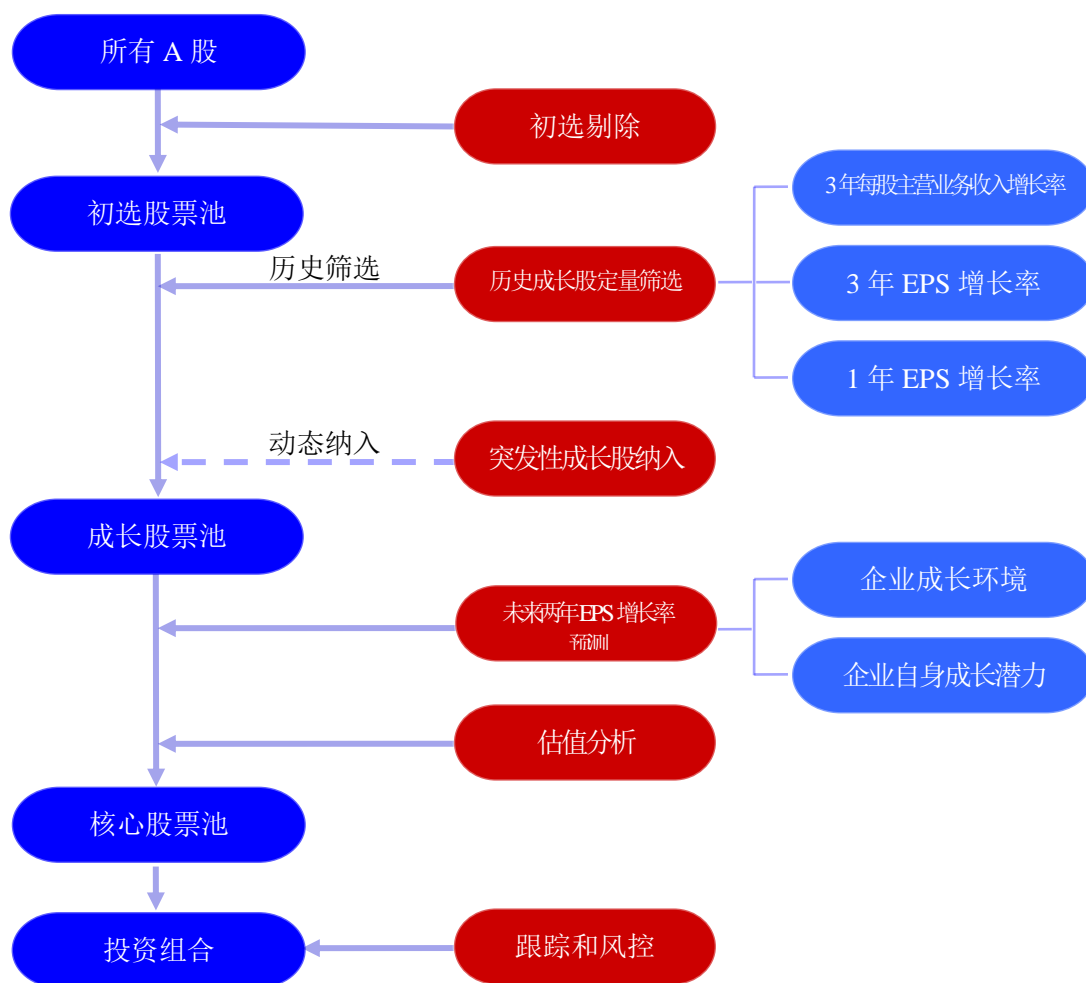 所有 A 股
初选剔除
3 年每股主营业务收入增长率
初选股票池
历史筛选
历史成长股定量筛选
3 年 EPS 增长率
1 年 EPS 增长率
动态纳入
突发性成长股纳入
成长股票池
企业成长环境
未来两年 EPS 增长率
预测
企业自身成长潜力
估值分析
核心股票池
投资组合
跟踪和风控